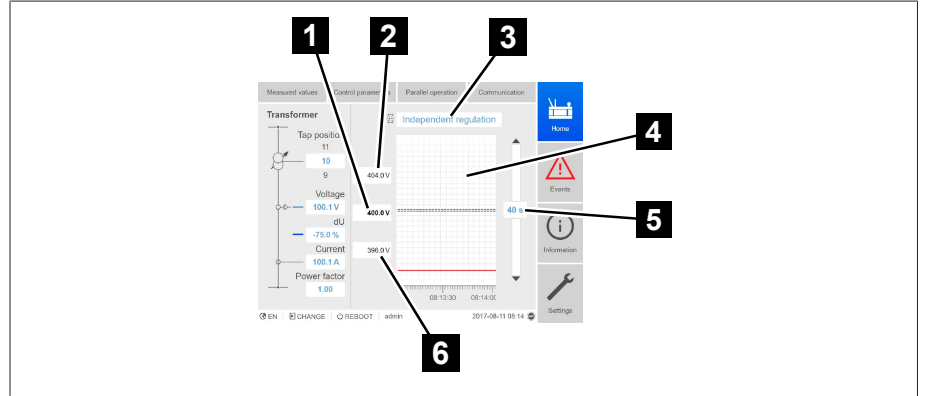 1
2
3
Measured values
Control parameters
Parallel operation
Communication
Home
Transformer
Independent regulation
Tap position
11
10
9
404.0 V
4
Events
Voltage
100.1 V
400.0 V
40 s
5
dU
-75.0 %
Current
396.0 V
Information
100.1 A
Power factor
1.00
08:13:30
08:14:00
Settings
EN
CHANGE
REBOOT
admin
2017-08-11 08:14
6